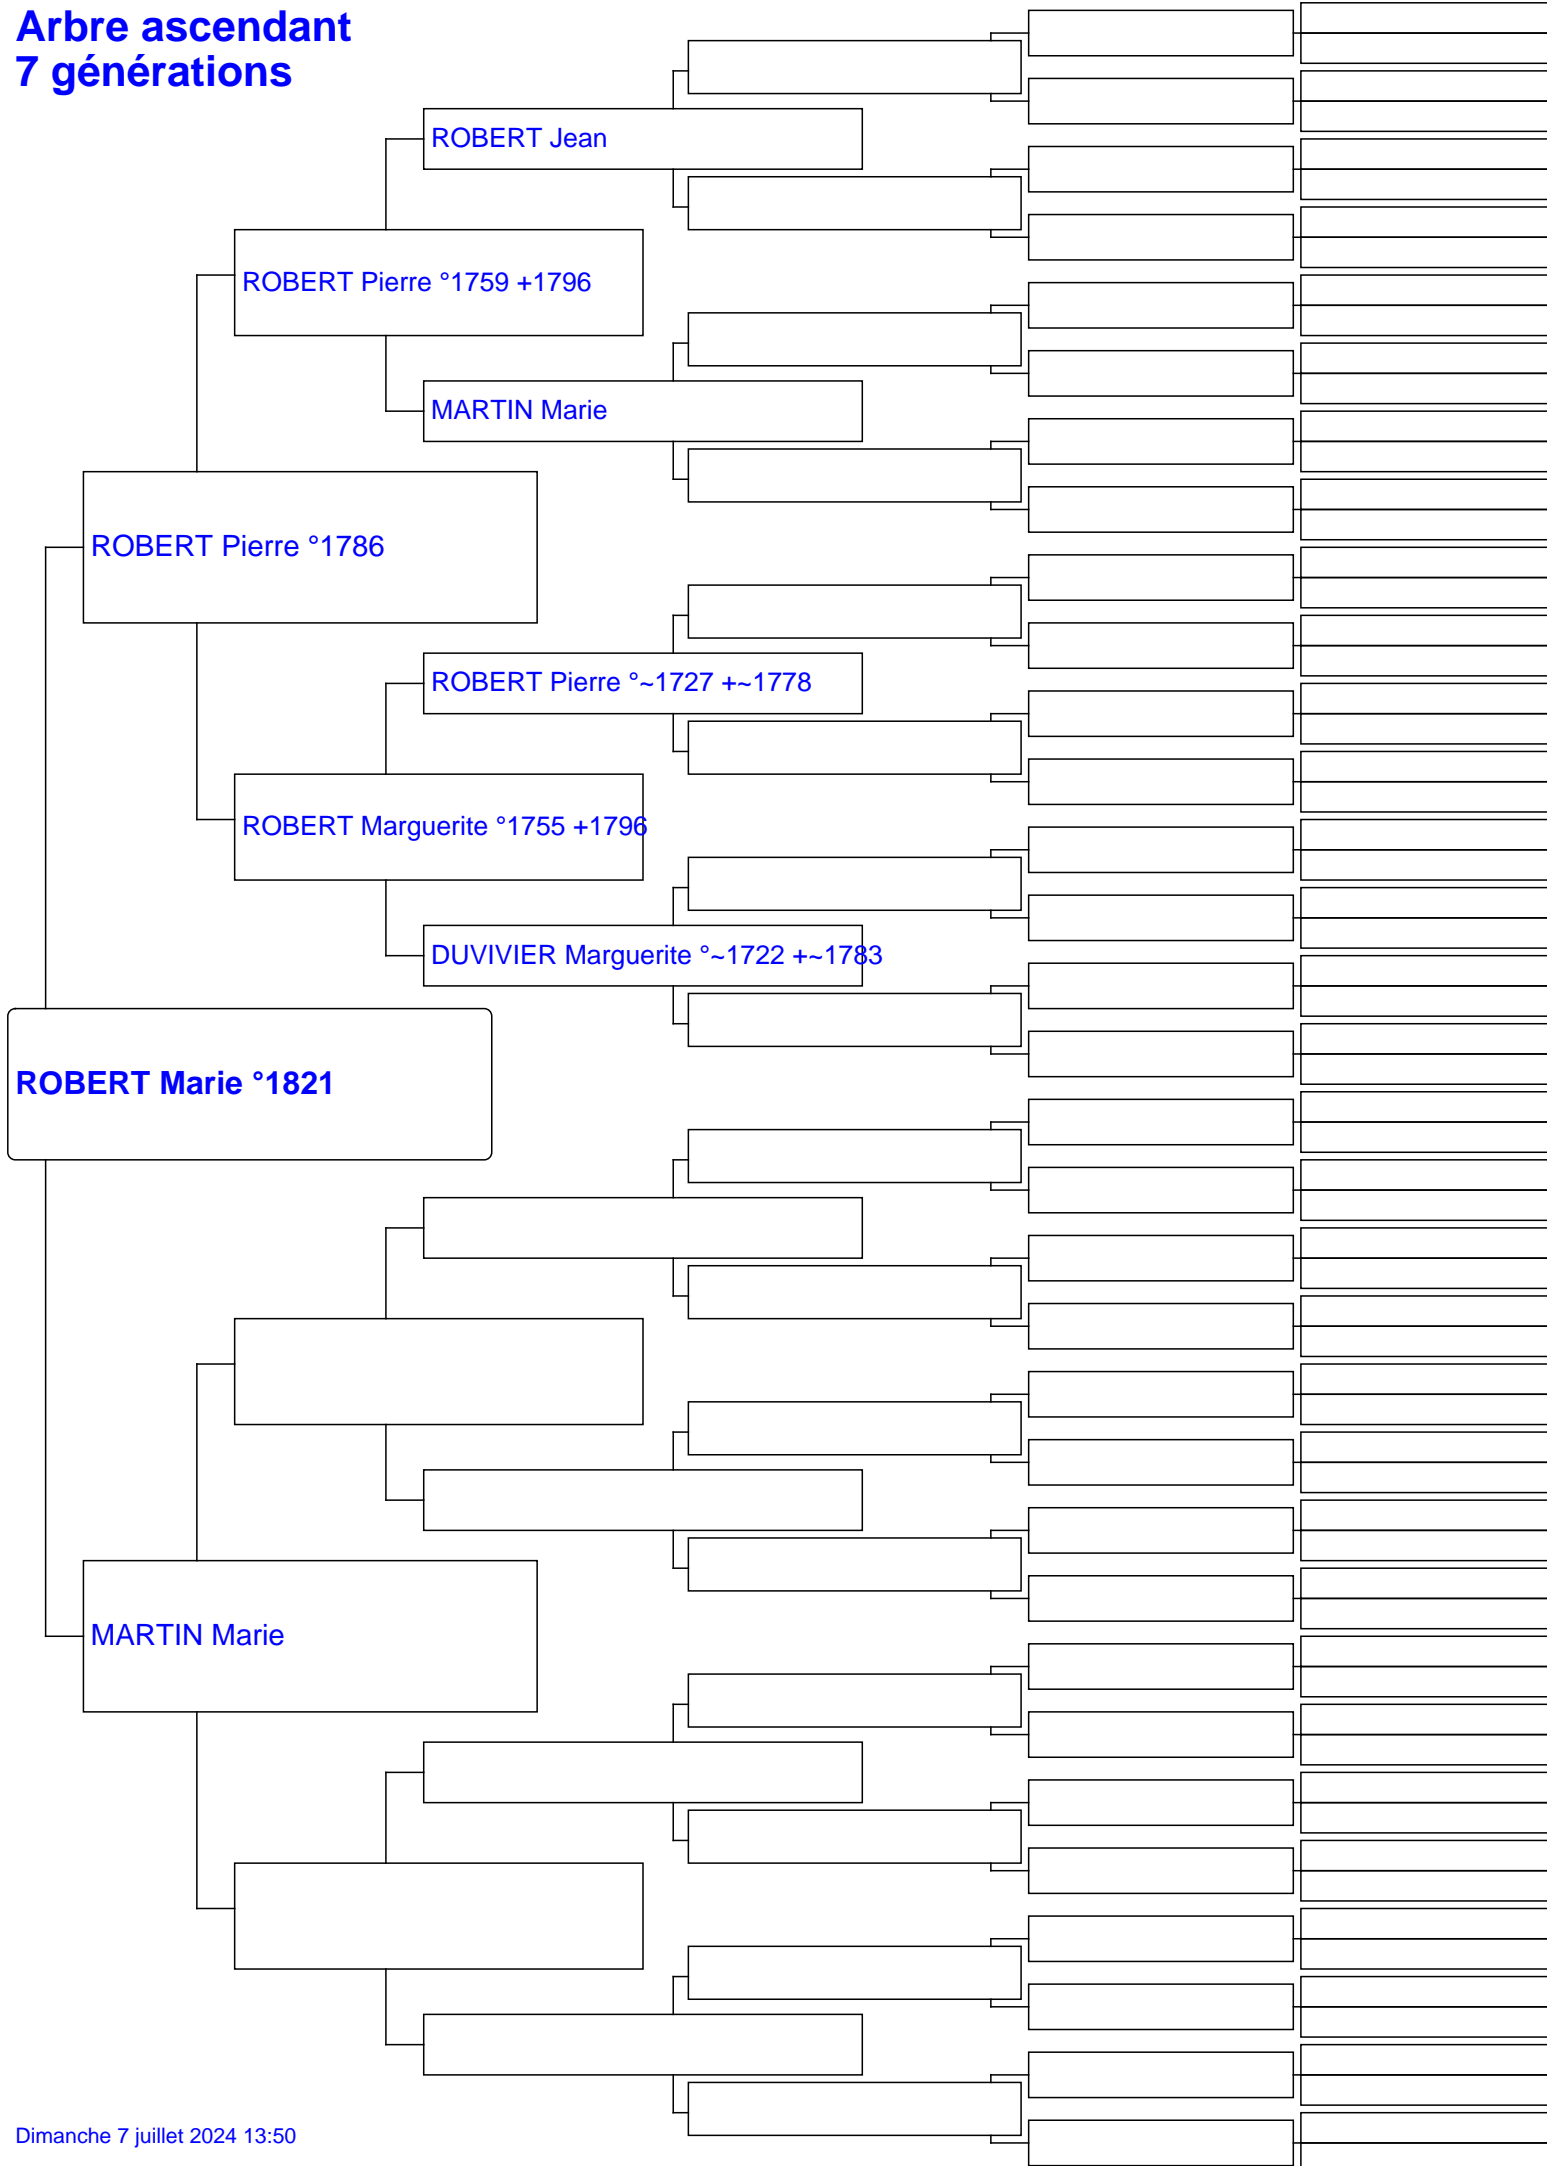 Arbre ascendant
7 générations
ROBERT Jean
ROBERT Pierre °1759 +1796
MARTIN Marie
ROBERT Pierre °1786
ROBERT Pierre °~1727 +~1778
ROBERT Marguerite °1755 +1796
DUVIVIER Marguerite °~1722 +~1783
ROBERT Marie °1821
MARTIN Marie
Dimanche 7 juillet 2024 13:50